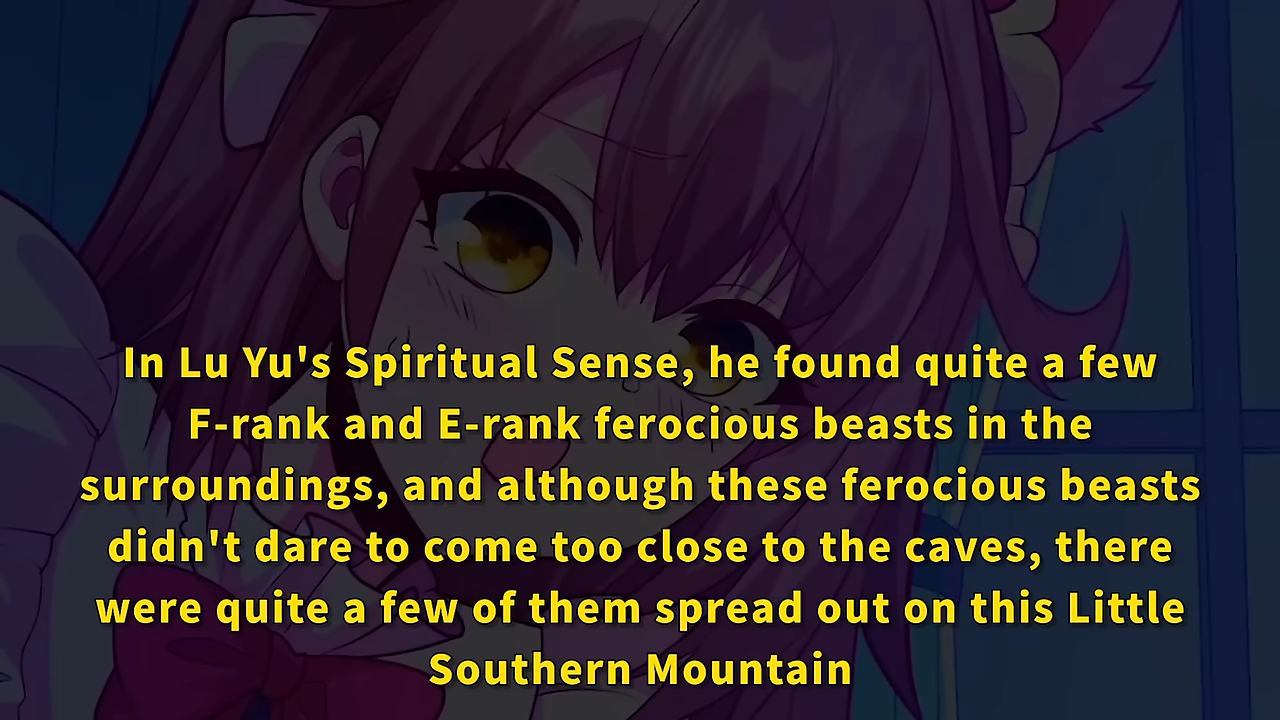 In Lu Yu's Spiritual Sense, he found quite a few
F-rank and E-rank ferocious beasts in the
surroundings, and although these ferocious beasts
didn't dare to come too close to the caves, there
were quite a few of them spread out on this Little
Southern Mountain